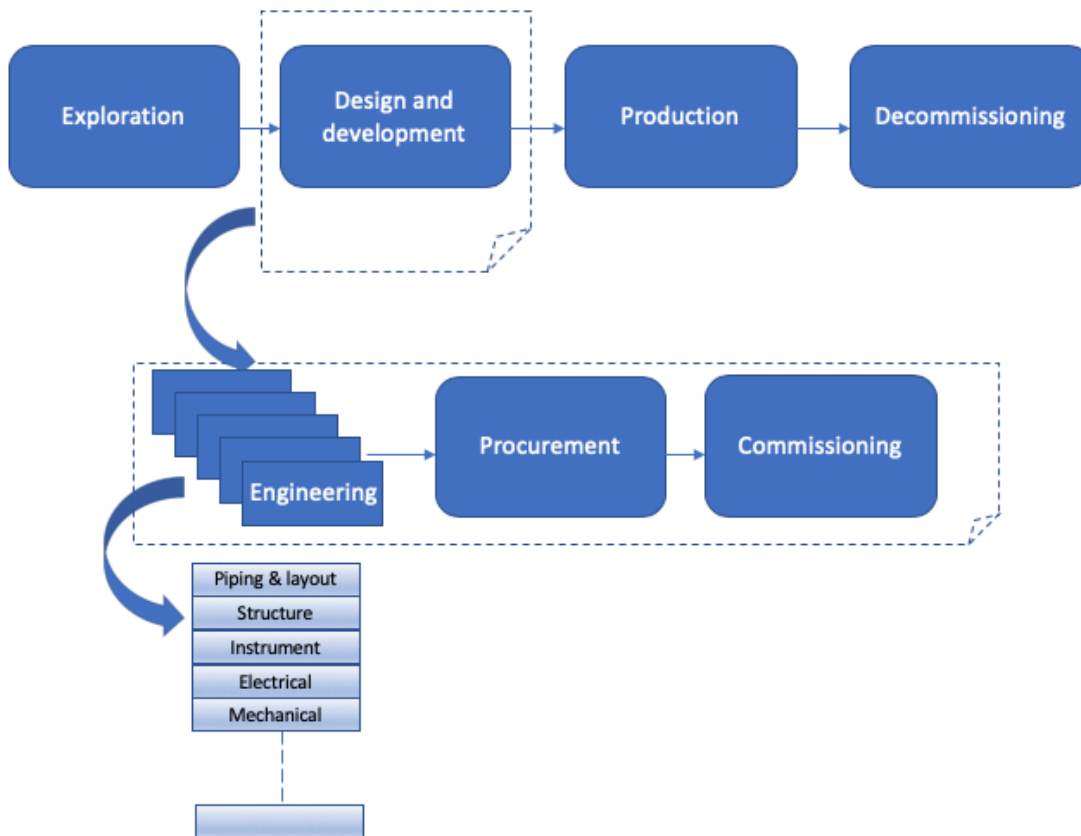 Exploration
Design and
development
Production
Decommissioning
Engineering
Procurement
Commissioning
Piping & layout
Structure
Instrument
Electrical
Mechanical